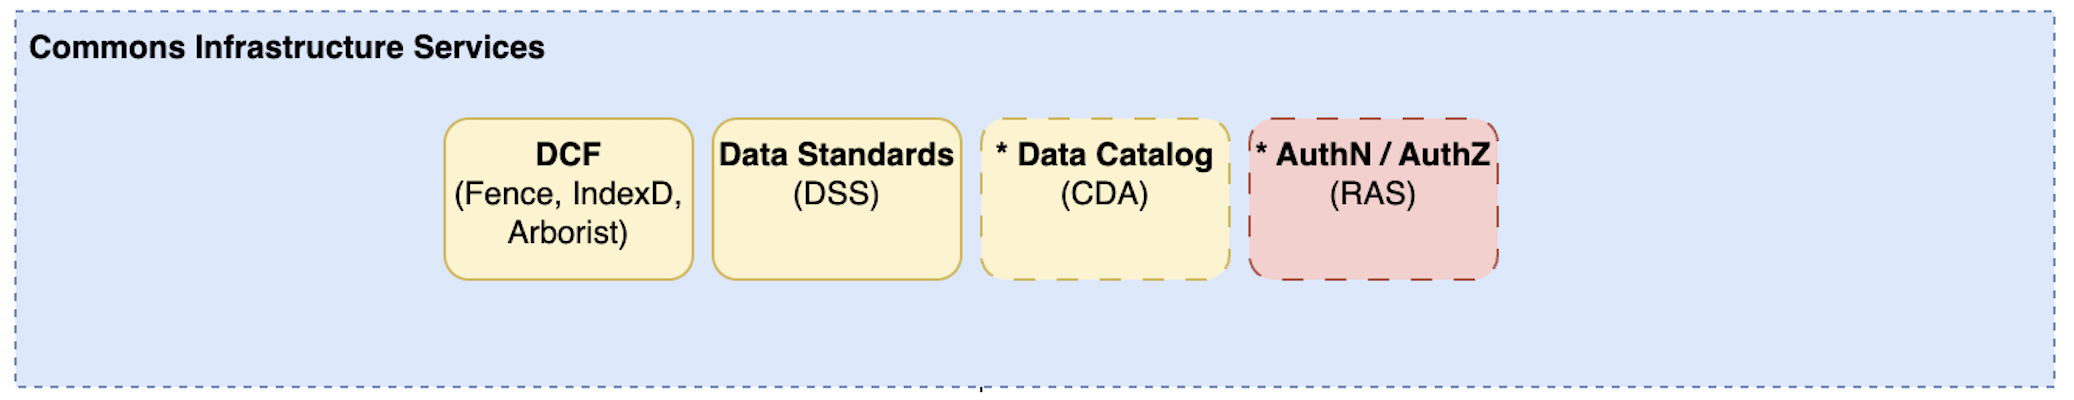 Commons Infrastructure Services
DCF
(Fence, IndexD,
Arborist)
Data Standards
(DSS)
* Data Catalog
(CDA)
* AuthN / AuthZ
(RAS)